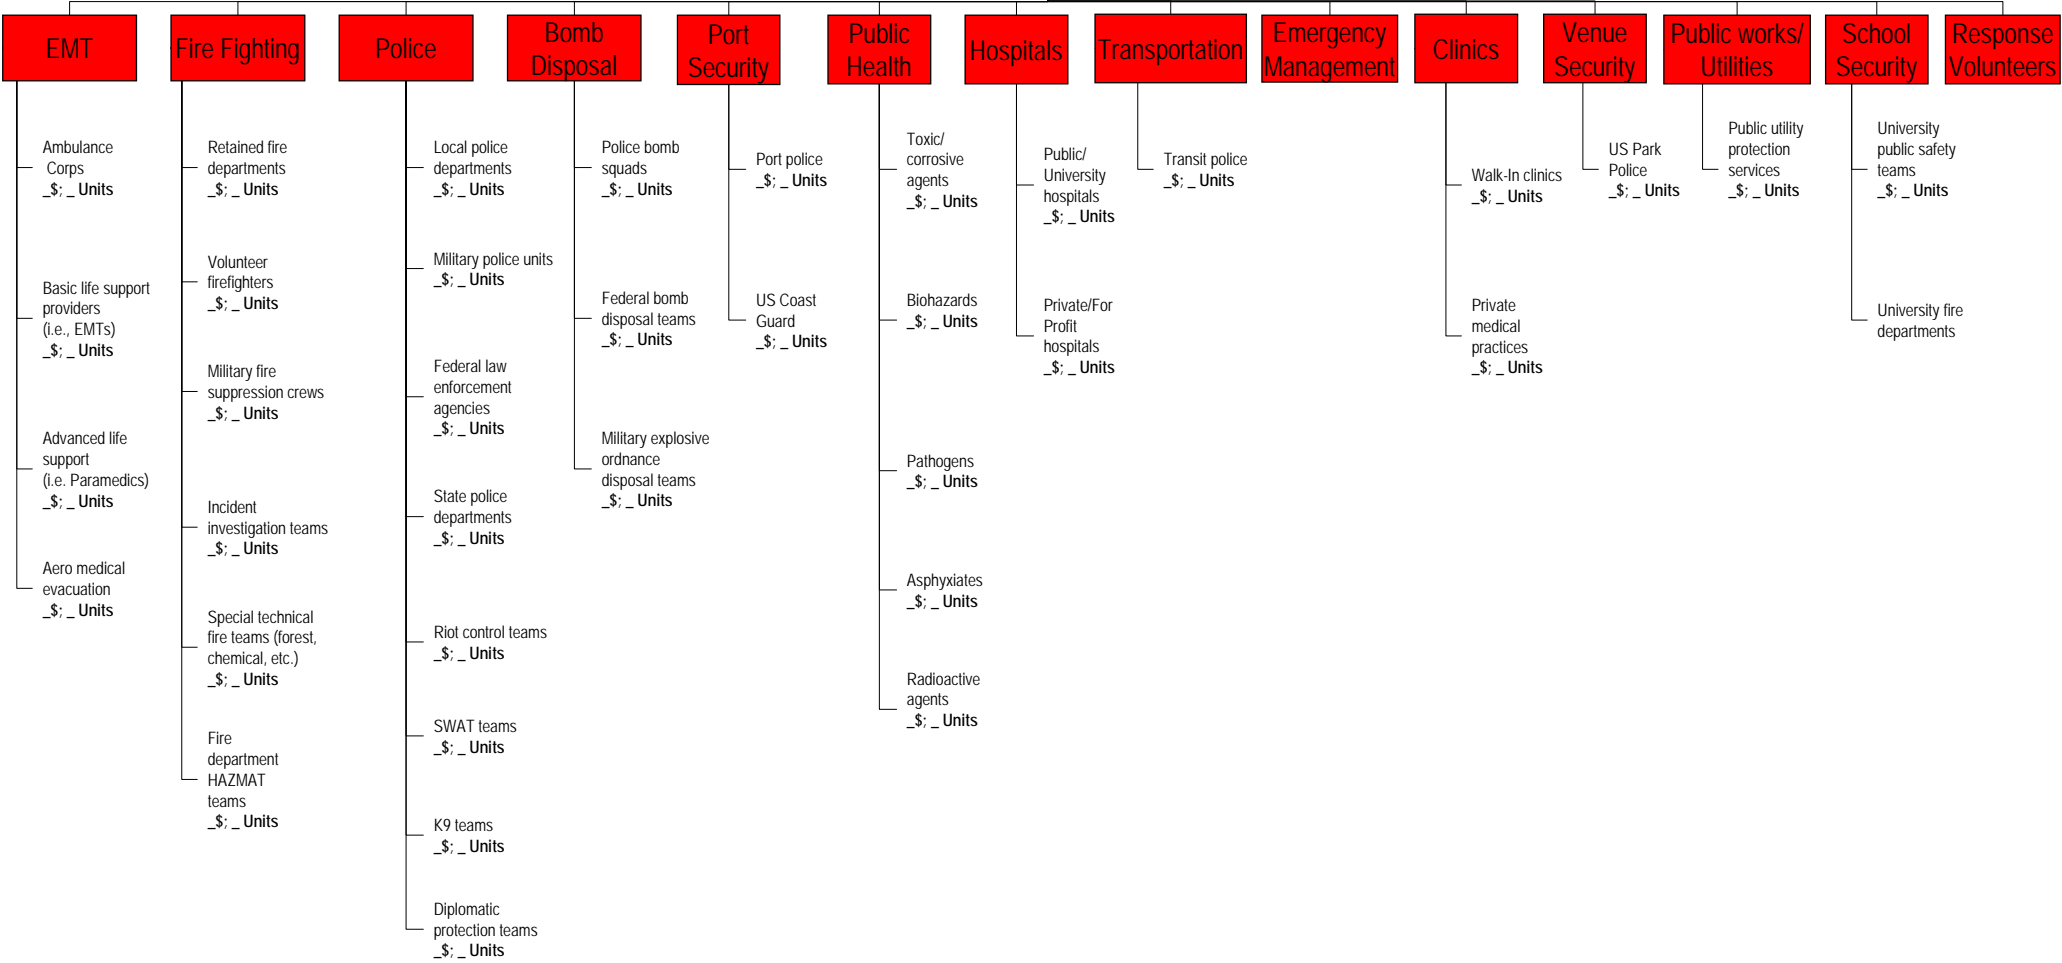 EMT
Fire Fighting
Police
Bomb
Disposal
Port
Security
Public
Health
Hospitals
Transportation
Emergency
Management
Clinics
Venue
Security
Public works/
Utilities
School
Security
Response
Volunteers
Ambulance
Corps
_$; _ Units
Basic life support
providers
(i.e., EMTs)
_$; _ Units
Advanced life
support
(i.e. Paramedics)
_$; _ Units
Aero medical
evacuation
_$; _ Units
Retained fire
departments
_$; _ Units
Volunteer
firefighters
_$; _ Units
Military fire
suppression crews
_$; _ Units
Incident
investigation teams
_$; _ Units
Special technical
fire teams (forest,
chemical, etc.)
_$; _ Units
Fire
department
HAZMAT
teams
_$; _ Units
Local police
departments
_$; _ Units
Military police units
_$; _ Units
Federal law
enforcement
agencies
_$; _ Units
State police
departments
_$; _ Units
Riot control teams
_$; _ Units
SWAT teams
_$; _ Units
K9 teams
_$; _ Units
Diplomatic
protection teams
_$; _ Units
Police bomb
squads
_$; _ Units
Federal bomb
disposal teams
_$; _ Units
Military explosive
ordnance
disposal teams
_$; _ Units
Port police
_$; _ Units
US Coast
Guard
_$; _ Units
Toxic/
corrosive
agents
_$; _ Units
Biohazards
_$; _ Units
Pathogens
_$; _ Units
Asphyxiates
_$; _ Units
Radioactive
agents
_$; _ Units
Public/
University
hospitals
_$; _ Units
Private/For
Profit
hospitals
_$; _ Units
Transit police
_$; _ Units
Walk-In clinics
_$; _ Units
Private
medical
practices
_$; _ Units
US Park
Police
_$; _ Units
Public utility
protection
services
_$; _ Units
University
public safety
teams
_$; _ Units
University fire
departments